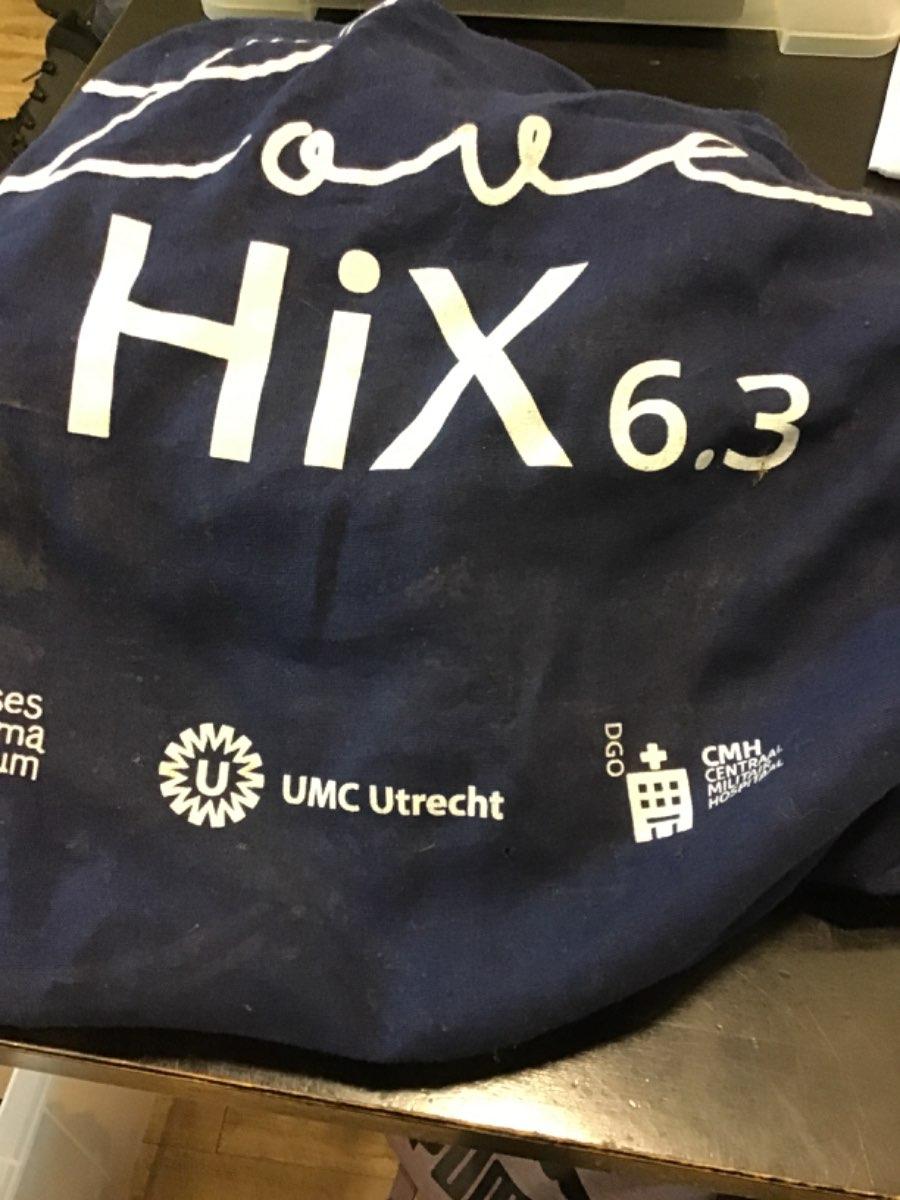 Love
HiX 6.3
ses
ma
um
U
UMC Utrecht
DGO
CMH
CENTRAAL
MILITAIR
HOSPITAAL